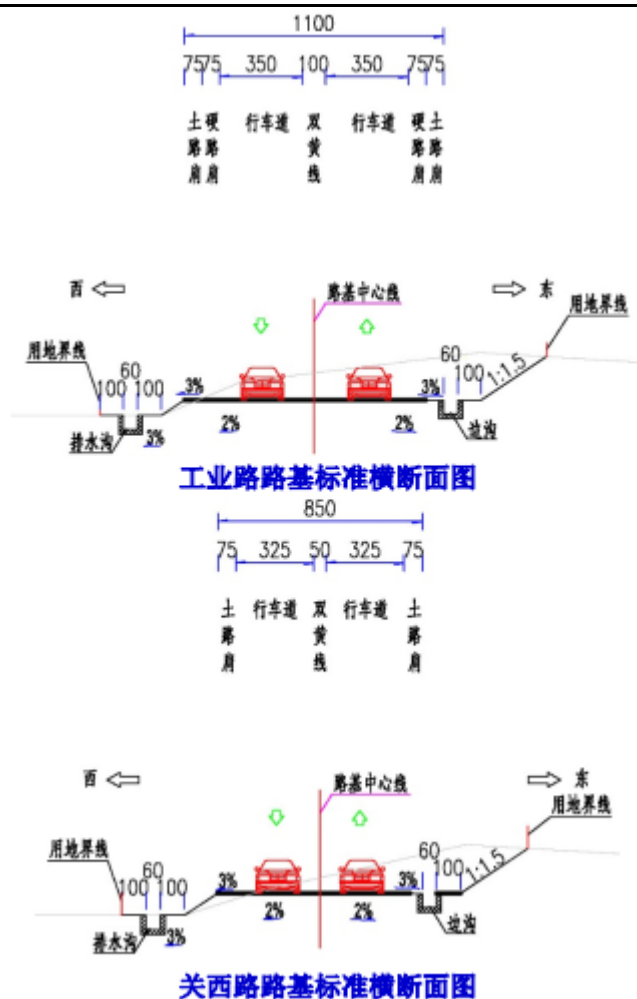 1100
75 75 350 100 350 75 75
土路肩 硬路肩 行车道 双黄线 行车道 硬路肩 土路肩
西 路基中心线 东
用地界线 用地界线
100 60 100 3% 3% 60 100 1:1.5
排水沟 3% 2% 2% 边沟
工业路路基标准横断面图
850
75 325 50 325 75
土路肩 行车道 双黄线 行车道 土路肩
西 路基中心线 东
用地界线 用地界线
100 60 100 3% 3% 60 100 1:1.5
排水沟 3% 2% 2% 边沟
关西路路基标准横断面图